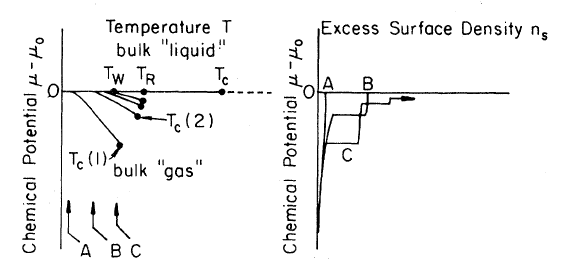 Temperature T
bulk "liquid"
Chemical Potential μ-μ₀
0
T_W
T_R
T_c
T_c(2)
T_c(1)
bulk "gas"
A
B
C
Excess Surface Density n_s
Chemical Potential μ-μ₀
0
A
B
C